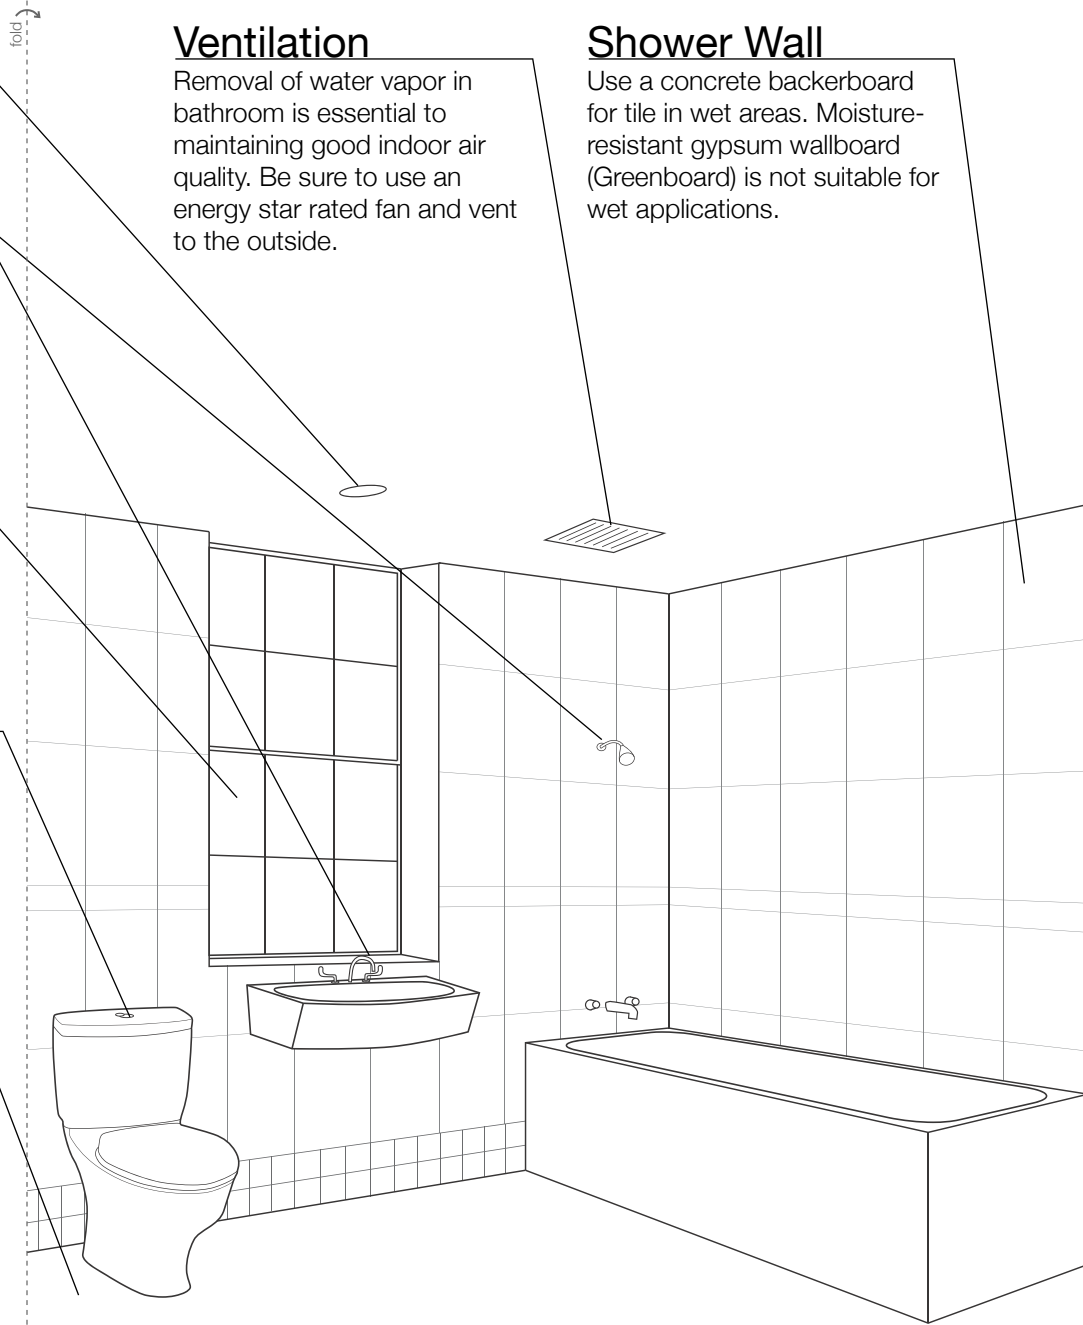 fold
Ventilation
Removal of water vapor in
bathroom is essential to
maintaining good indoor air
quality. Be sure to use an
energy star rated fan and vent
to the outside.
Shower Wall
Use a concrete backerboard
for tile in wet areas. Moisture-
resistant gypsum wallboard
(Greenboard) is not suitable for
wet applications.